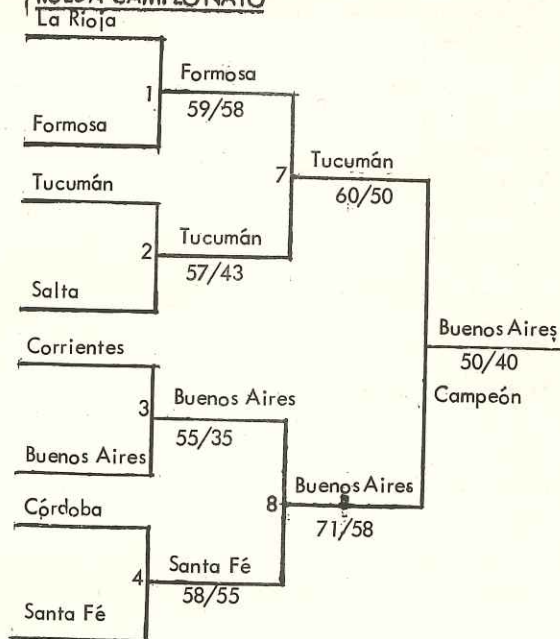 La Rioja
1
Formosa
59/58
Formosa
7
Tucumán
60/50
Tucumán
2
Tucumán
57/43
Salta
Buenos Aires
50/40
Campeón
Corrientes
3
Buenos Aires
55/35
Buenos Aires
8
Buenos Aires
71/58
Córdoba
4
Santa Fé
58/55
Santa Fé